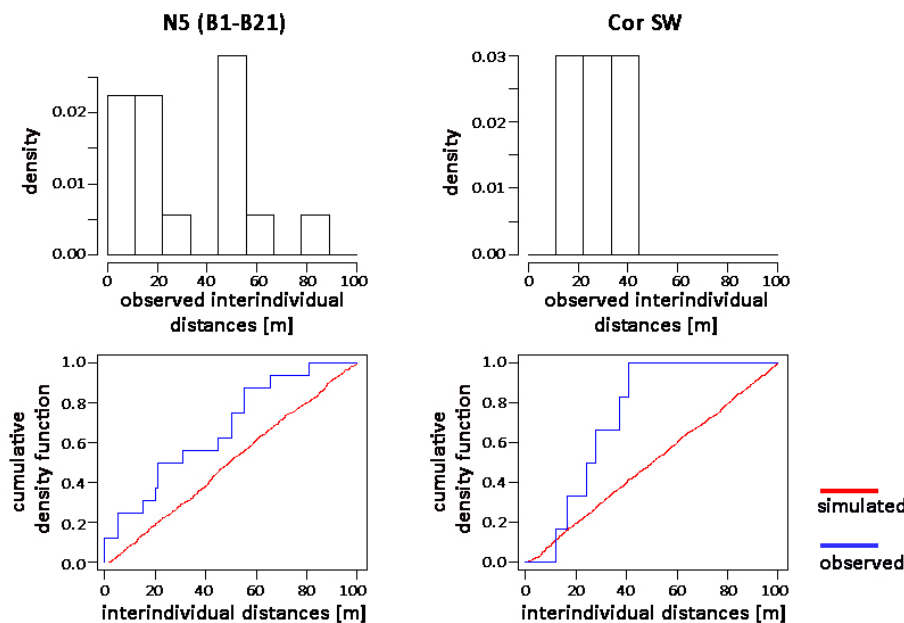 N5 (B1-B21)
Cor SW
density
0.00
0.01
0.02
0 20 40 60 80 100
observed interindividual
distances [m]
density
0.00
0.01
0.02
0.03
0 20 40 60 80 100
observed interindividual
distances [m]
cumulative
density function
1.0
0.8
0.6
0.4
0.2
0.0
0 20 40 60 80 100
interindividual distances [m]
cumulative
density function
1.0
0.8
0.6
0.4
0.2
0.0
0 20 40 60 80 100
interindividual distances [m]
simulated
observed